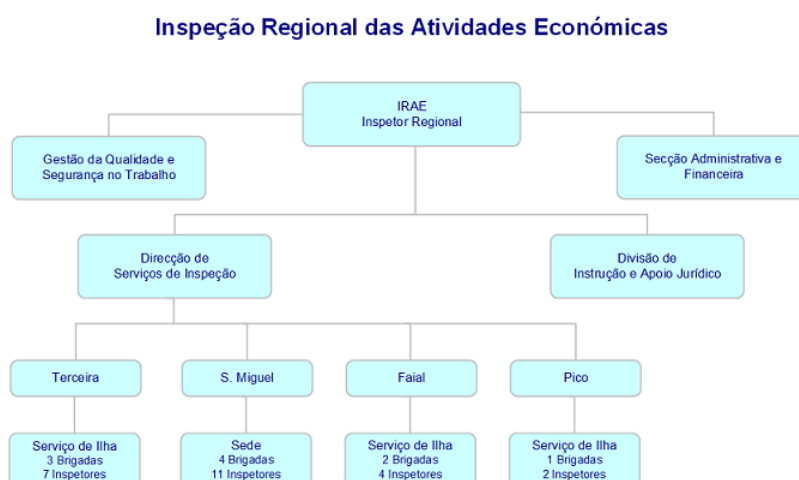 Inspeção Regional das Atividades Económicas
IRAE
Inspetor Regional
Gestão da Qualidade e
Segurança no Trabalho
Secção Administrativa e
Financeira
Direcção de
Serviços de Inspeção
Divisão de
Instrução e Apoio Jurídico
Terceira
S. Miguel
Faial
Pico
Serviço de Ilha
3 Brigadas
7 Inspetores
Sede
4 Brigadas
11 Inspetores
Serviço de Ilha
2 Brigadas
4 Inspetores
Serviço de Ilha
1 Brigadas
2 Inspetores